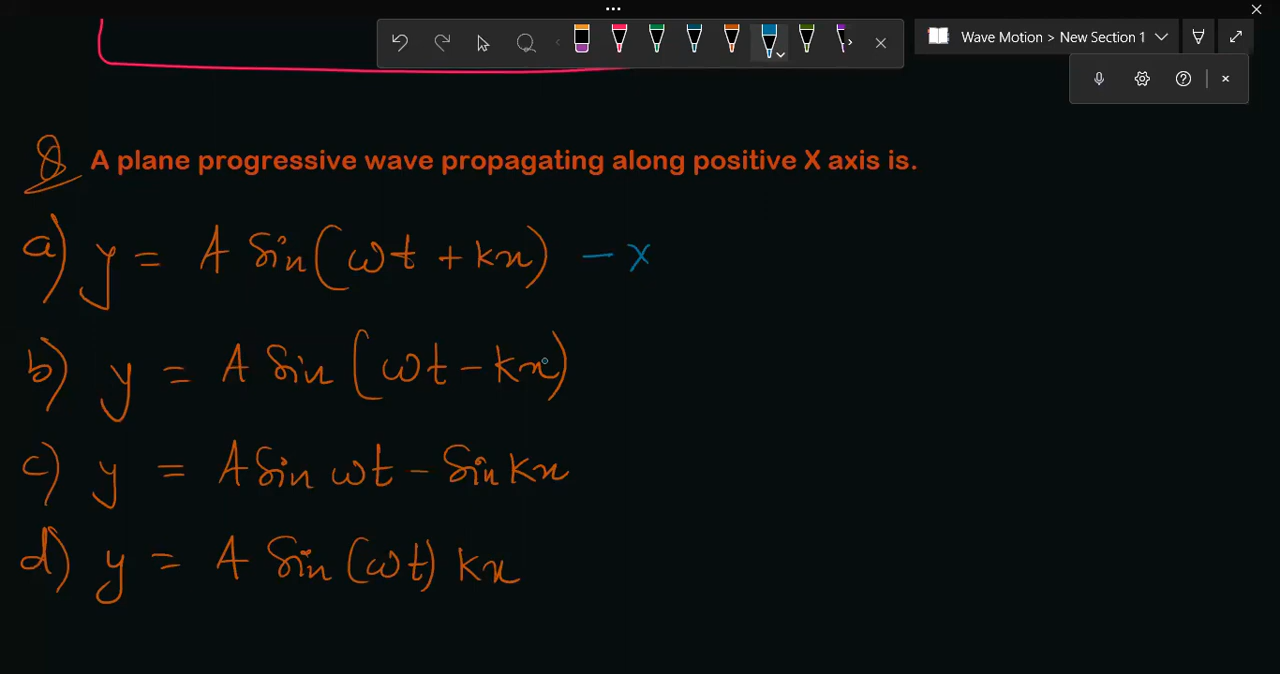 Wave Motion > New Section 1
Q A plane progressive wave propagating along positive X axis is.
a) y = A Sin(ωt + kx) - X
b) y = A Sin (ωt - kx)
c) y = A Sin ωt - Sin kx
d) y = A Sin (ωt) kx